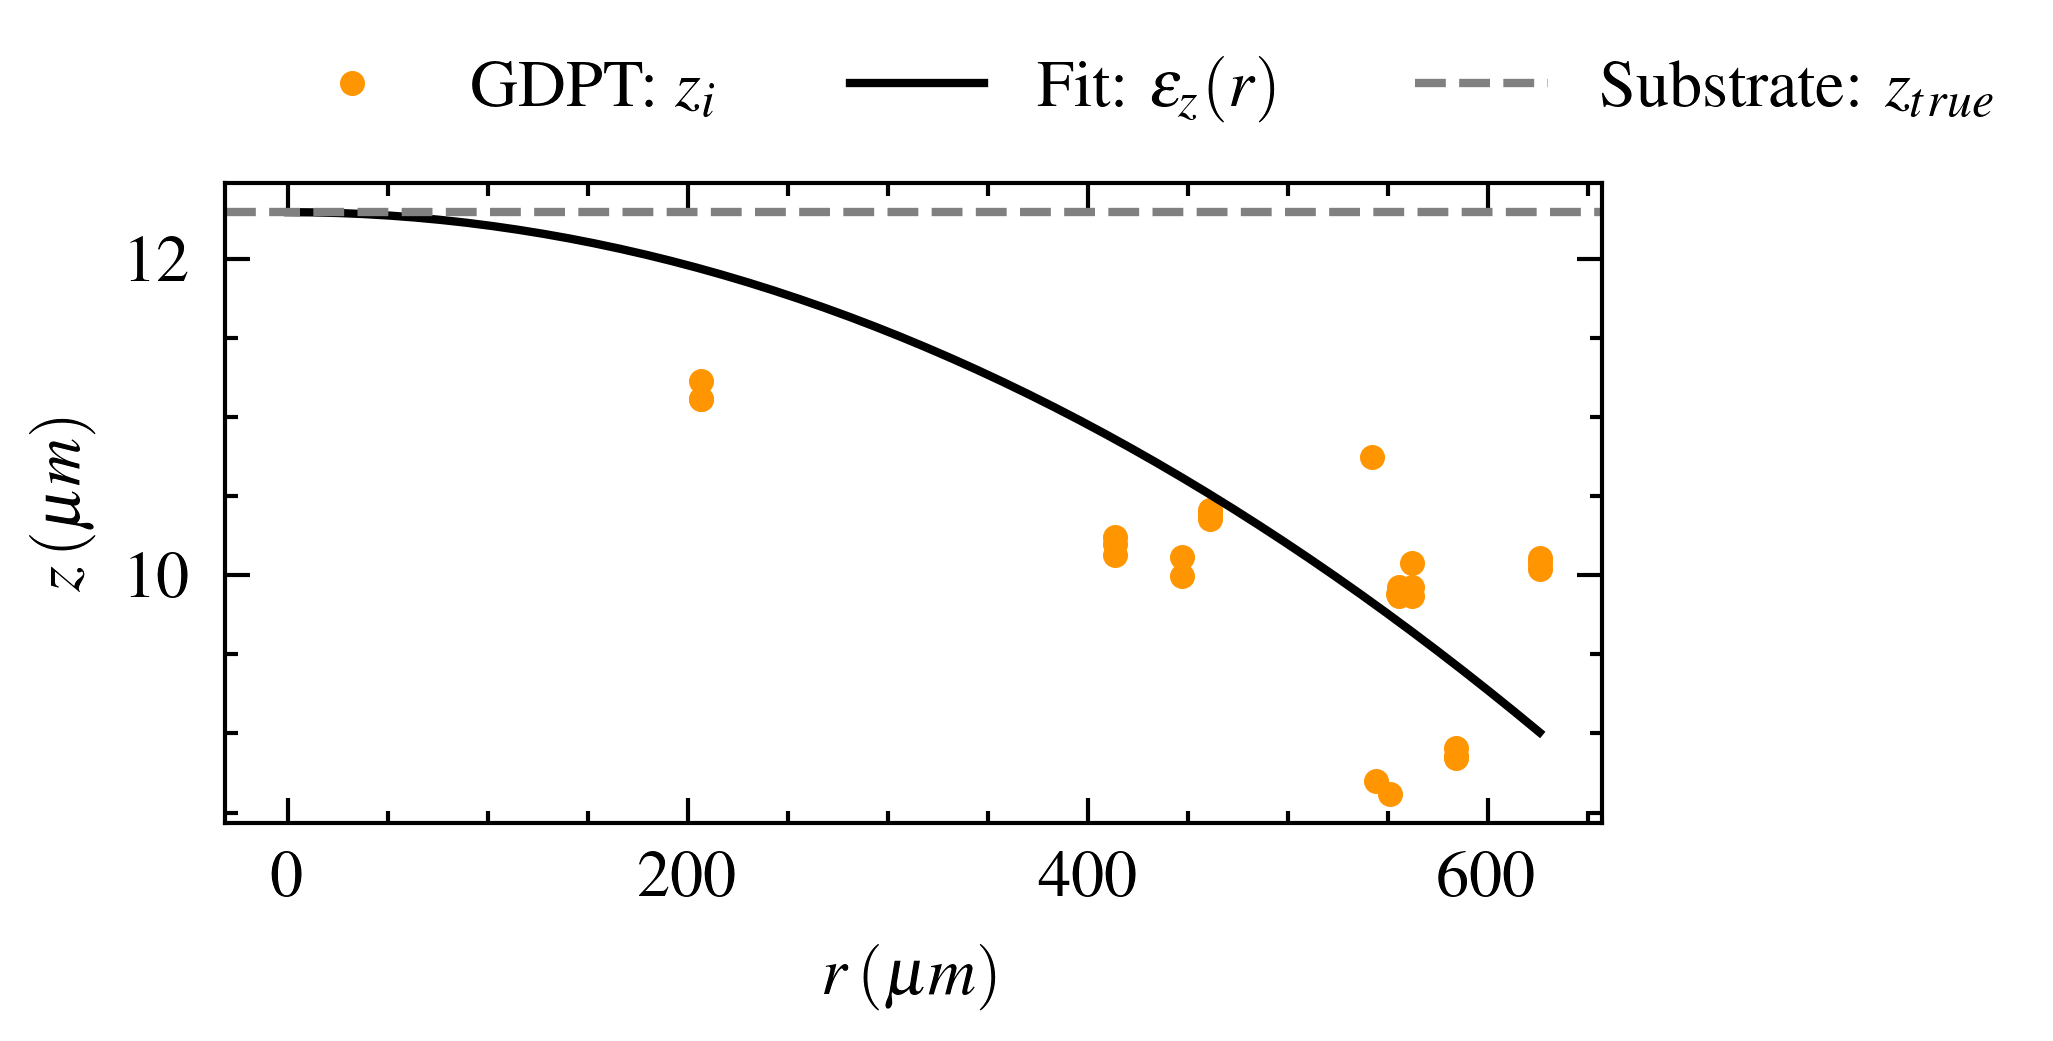 GDPT: z_i Fit: ε_z(r) Substrate: z_true
12
10
z (μm)
0 200 400 600
r (μm)